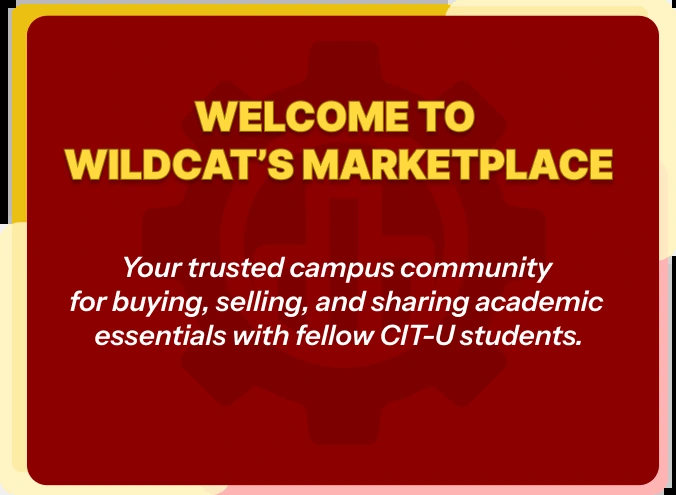 WELCOME TO
WILDCAT’S MARKETPLACE
Your trusted campus community
for buying, selling, and sharing academic
essentials with fellow CIT-U students.